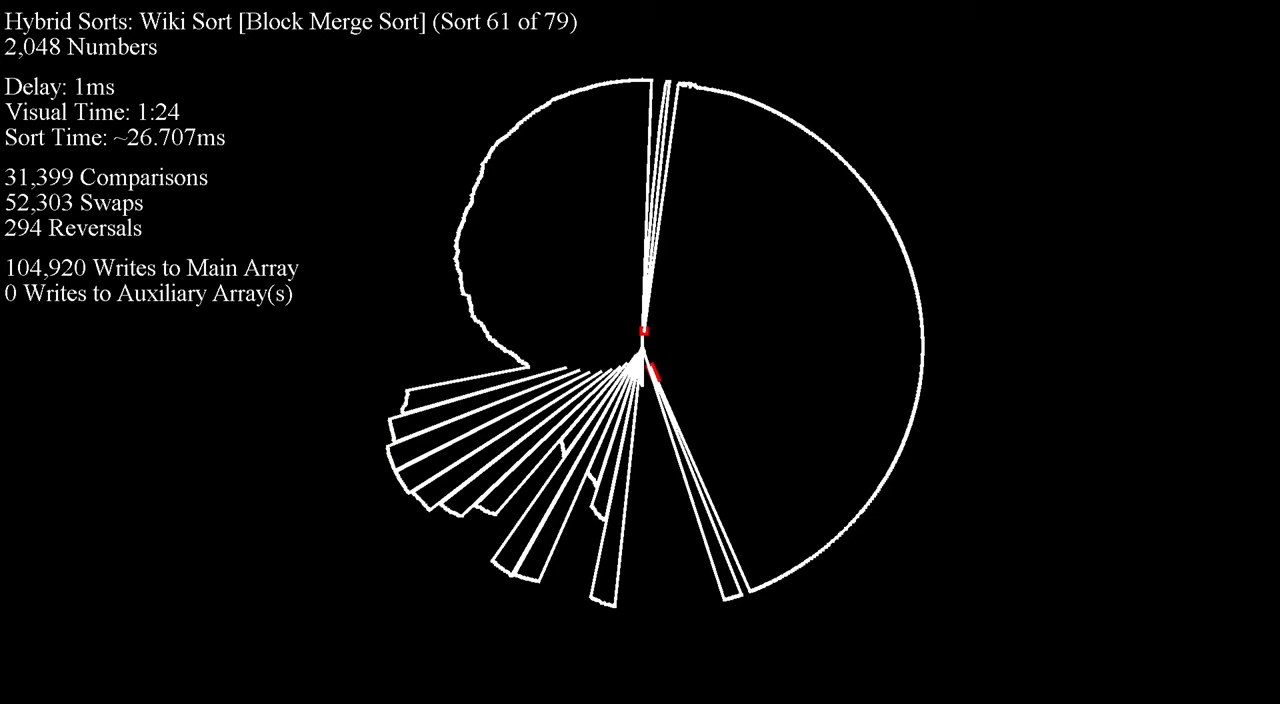 Hybrid Sorts: Wiki Sort [Block Merge Sort] (Sort 61 of 79)
2,048 Numbers
Delay: 1ms
Visual Time: 1:24
Sort Time: ~26.707ms
31,399 Comparisons
52,303 Swaps
294 Reversals
104,920 Writes to Main Array
0 Writes to Auxiliary Array(s)